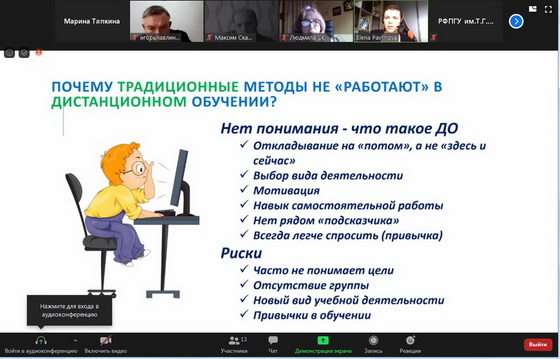 Марина Тяпкина
игорьпавлин...
Максим Ска...
Людмила Ск...
Elena Pavlinova
РФПГУ им.Т.Г....
ПОЧЕМУ ТРАДИЦИОННЫЕ МЕТОДЫ НЕ «РАБОТАЮТ» В
ДИСТАНЦИОННОМ ОБУЧЕНИИ?
Нет понимания - что такое ДО
Откладывание на «потом», а не «здесь и
сейчас»
Выбор вида деятельности
Мотивация
Навык самостоятельной работы
Нет рядом «подсказчика»
Всегда легче спросить (привычка)
Риски
Часто не понимает цели
Отсутствие группы
Новый вид учебной деятельности
Привычки в обучении
Нажмите для входа в
аудиоконференцию
Войти в аудиоконференцию
Включить видео
13
Участники
Чат
Демонстрация экрана
Запись
Реакции
Выйти